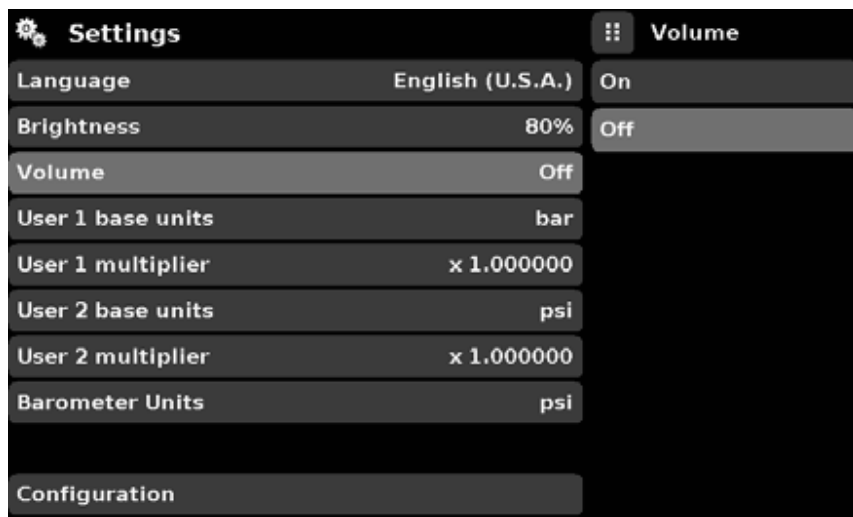 Settings
Language English (U.S.A.)
Brightness 80%
Volume Off
User 1 base units bar
User 1 multiplier x 1.000000
User 2 base units psi
User 2 multiplier x 1.000000
Barometer Units psi
Configuration
Volume
On
Off